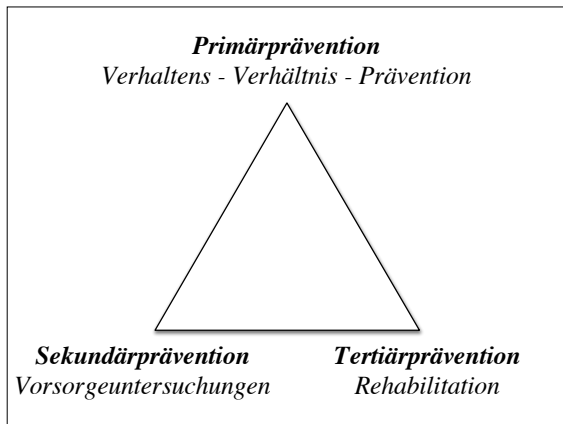 Primärprävention
Verhaltens - Verhältnis - Prävention
Sekundärprävention
Vorsorgeuntersuchungen
Tertiärprävention
Rehabilitation